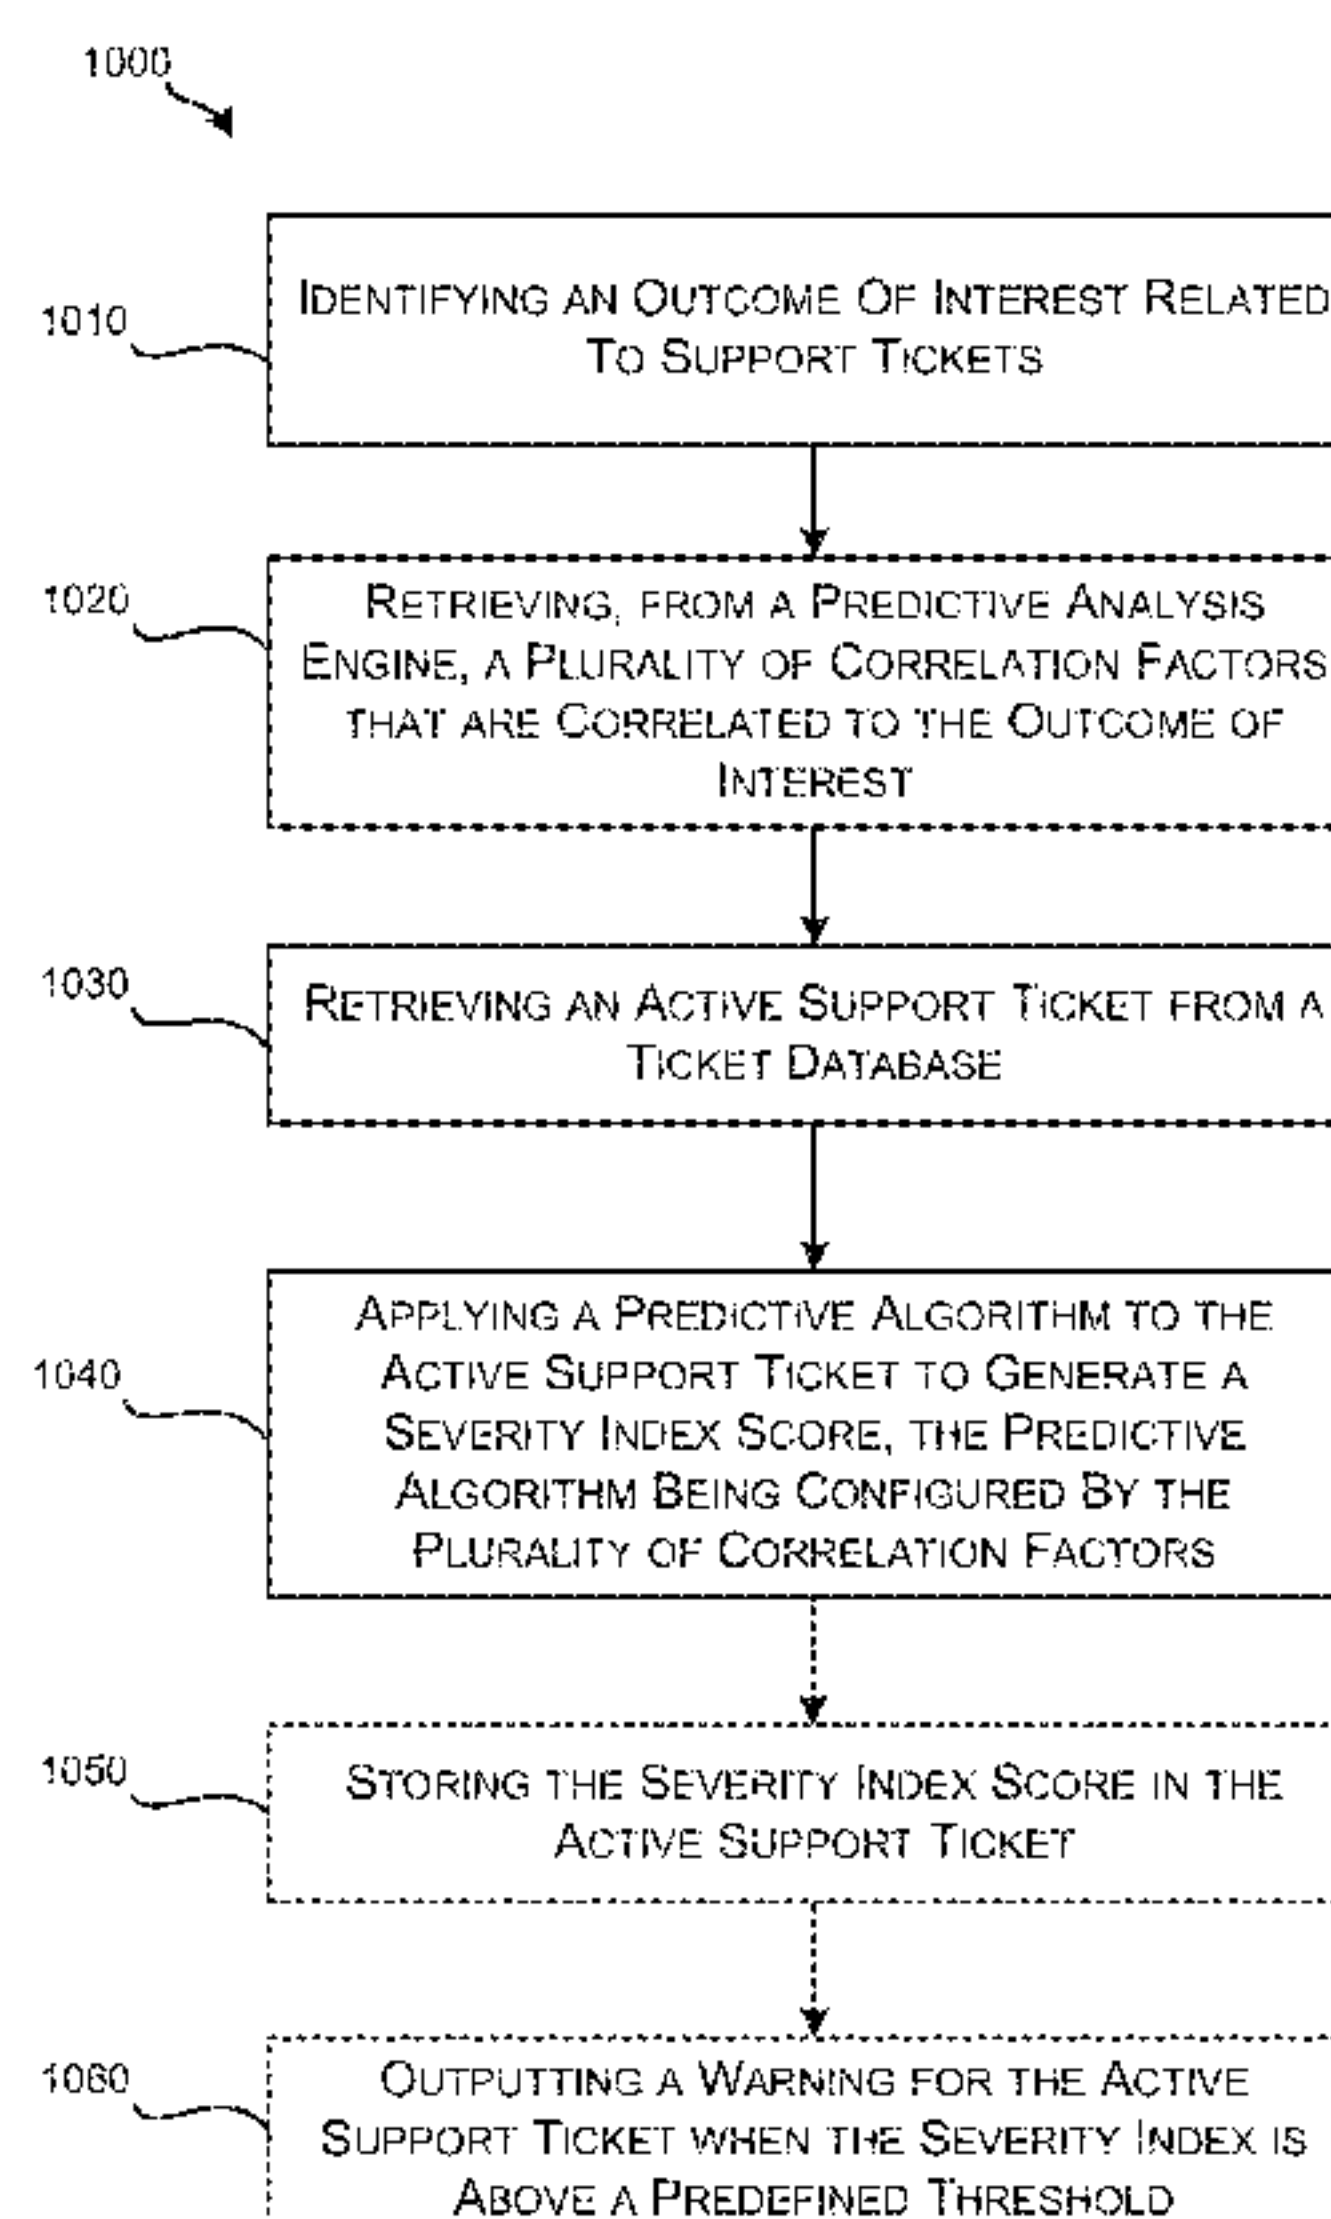 1000
1010
IDENTIFYING AN OUTCOME OF INTEREST RELATED
TO SUPPORT TICKETS
1020
RETRIEVING, FROM A PREDICTIVE ANALYSIS
ENGINE, A PLURALITY OF CORRELATION FACTORS
THAT ARE CORRELATED TO THE OUTCOME OF
INTEREST
1030
RETRIEVING AN ACTIVE SUPPORT TICKET FROM A
TICKET DATABASE
1040
APPLYING A PREDICTIVE ALGORITHM TO THE
ACTIVE SUPPORT TICKET TO GENERATE A
SEVERITY INDEX SCORE, THE PREDICTIVE
ALGORITHM BEING CONFIGURED BY THE
PLURALITY OF CORRELATION FACTORS
1050
STORING THE SEVERITY INDEX SCORE IN THE
ACTIVE SUPPORT TICKET
1060
OUTPUTTING A WARNING FOR THE ACTIVE
SUPPORT TICKET WHEN THE SEVERITY INDEX IS
ABOVE A PREDEFINED THRESHOLD